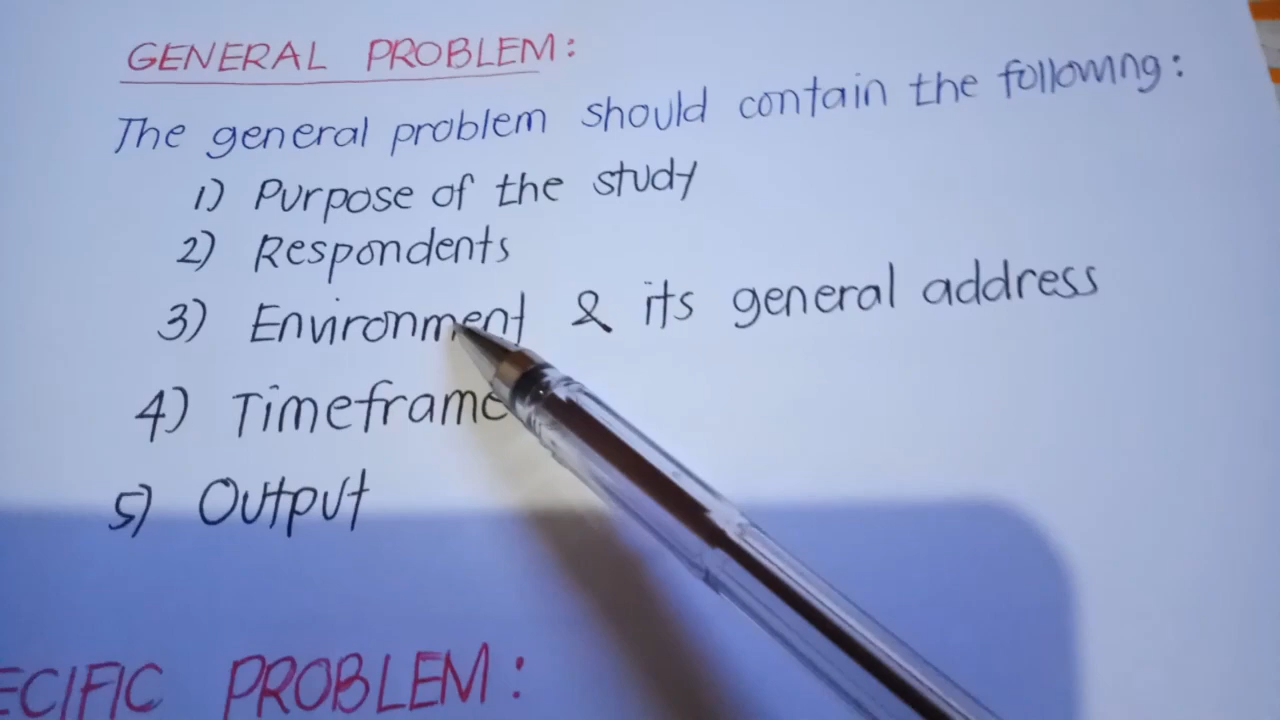 GENERAL PROBLEM:
The general problem should contain the following:
1) Purpose of the study
2) Respondents
3) Environment & its general address
4) Timeframe
5) Output
ECIFIC PROBLEM: